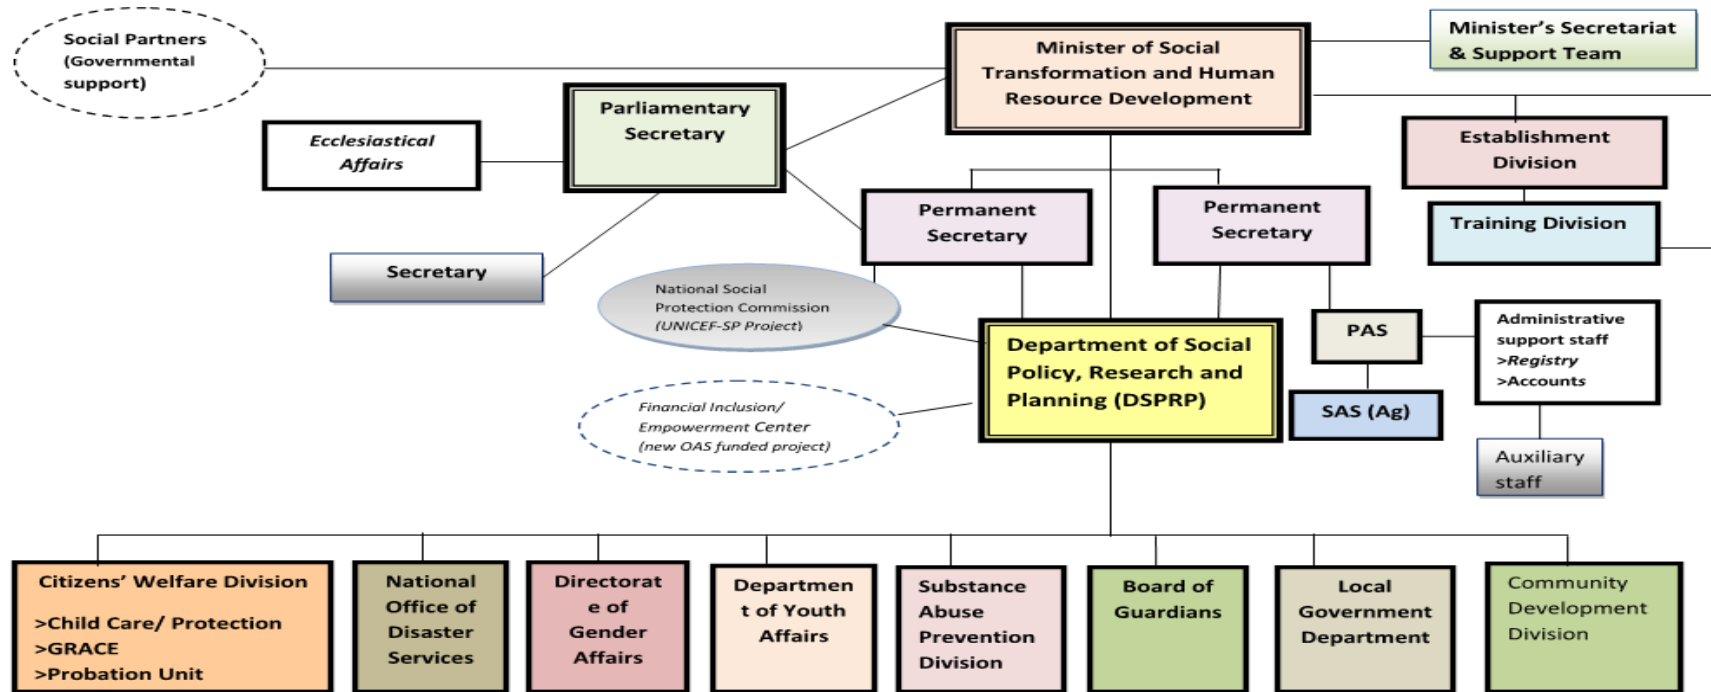 Social Partners
(Governmental
support)
Minister of Social
Transformation and Human
Resource Development
Minister's Secretariat
& Support Team
Parliamentary
Secretary
Ecclesiastical
Affairs
Establishment
Division
Permanent
Secretary
Permanent
Secretary
Training Division
Secretary
National Social
Protection Commission
(UNICEF-SP Project)
Department of Social
Policy, Research and
Planning (DSPRP)
PAS
Administrative
support staff
>Registry
>Accounts
SAS (Ag)
Financial Inclusion/
Empowerment Center
(new OAS funded project)
Auxiliary
staff
Citizens' Welfare Division
>Child Care/ Protection
>GRACE
>Probation Unit
National
Office of
Disaster
Services
Directorat
e of
Gender
Affairs
Departmen
t of Youth
Affairs
Substance
Abuse
Prevention
Division
Board of
Guardians
Local
Government
Department
Community
Development
Division